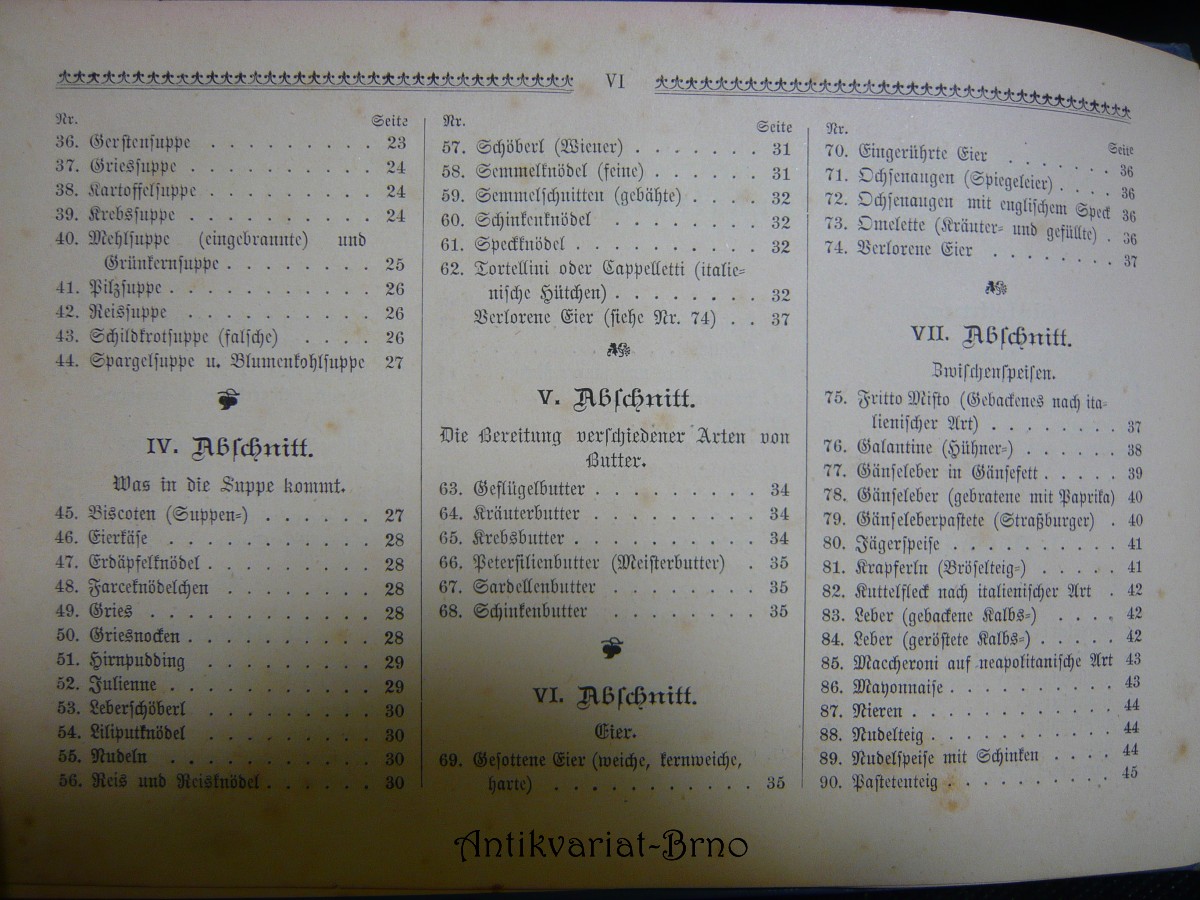 VI
Nr. Seite
36. Gerstensuppe . . . . . . . . . . 23
37. Griessuppe . . . . . . . . . . 24
38. Kartoffelsuppe . . . . . . . . . 24
39. Krebssuppe . . . . . . . . . . 24
40. Mehlsuppe (eingebrannte) und
Grünkernsuppe . . . . . . . . 25
41. Pilzsuppe . . . . . . . . . . . 26
42. Reissuppe . . . . . . . . . . 26
43. Schildkrotsuppe (falsche) . . . . 26
44. Spargelsuppe u. Blumenkohlsuppe 27
IV. Abschnitt.
Was in die Suppe kommt.
45. Biscoten (Suppen-) . . . . . . 27
46. Eierkäse . . . . . . . . . . . 28
47. Erdäpfelknödel . . . . . . . . 28
48. Farceknödelchen . . . . . . . . 28
49. Gries . . . . . . . . . . . . 28
50. Griesnocken . . . . . . . . . . 28
51. Hirnpudding . . . . . . . . . 29
52. Julienne . . . . . . . . . . . 29
53. Leberschöberl . . . . . . . . . 30
54. Liliputknödel . . . . . . . . . 30
55. Nudeln . . . . . . . . . . . 30
56. Reis und Reisknödel . . . . . . 30
Nr. Seite
57. Schöberl (Wiener) . . . . . . . 31
58. Semmelknödel (feine) . . . . . . 31
59. Semmelschnitten (gebähte) . . . . 32
60. Schinkenknödel . . . . . . . . 32
61. Speckknödel . . . . . . . . . . 32
62. Tortellini oder Cappelletti (italie-
nische Hütchen) . . . . . . . . 32
Verlorene Eier (siehe Nr. 74) . . 37
V. Abschnitt.
Die Bereitung verschiedener Arten von
Butter.
63. Geflügelbutter . . . . . . . . . 34
64. Kräuterbutter . . . . . . . . . 34
65. Krebsbutter . . . . . . . . . . 34
66. Petersilienbutter (Meisterbutter) . 35
67. Sardellenbutter . . . . . . . . 35
68. Schinkenbutter . . . . . . . . 35
VI. Abschnitt.
Eier.
69. Gesottene Eier (weiche, kernweiche,
harte) . . . . . . . . . . . 35
Nr. Seite
70. Eingerührte Eier . . . . . . 36
71. Ochsenaugen (Spiegeleier) . . . . 36
72. Ochsenaugen mit englischem Speck 36
73. Omelette (Kräuter- und gefüllte) . 36
74. Verlorene Eier . . . . . . . . 37
VII. Abschnitt.
Zwischenspeisen.
75. Fritto Misto (Gebackenes nach ita-
lienischer Art) . . . . . . . . 37
76. Galantine (Hühner-) . . . . . . 38
77. Gänseleber in Gänsefett . . . . . 39
78. Gänseleber (gebratene mit Paprika) 40
79. Gänseleberpastete (Straßburger) . 40
80. Jägerspeise . . . . . . . . . . 41
81. Krapferln (Bröselteig-) . . . . . 41
82. Kuttelfleck nach italienischer Art . 42
83. Leber (gebackene Kalbs-) . . . . 42
84. Leber (geröstete Kalbs-) . . . . . 42
85. Maccheroni auf neapolitanische Art 43
86. Mayonnaise . . . . . . . . . . 43
87. Nieren . . . . . . . . . . . . 44
88. Nudelteig . . . . . . . . . . . 44
89. Nudelspeise mit Schinken . . . . 44
90. Pastetenteig . . . . . . . . . . 45
Antikvariat-Brno